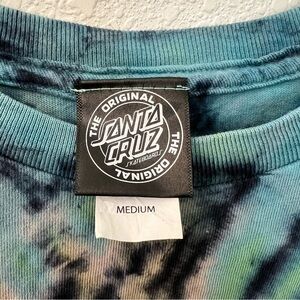 THE ORIGINAL
SANTA
CRUZ
SKATEBOARDS
THE ORIGINAL
MEDIUM